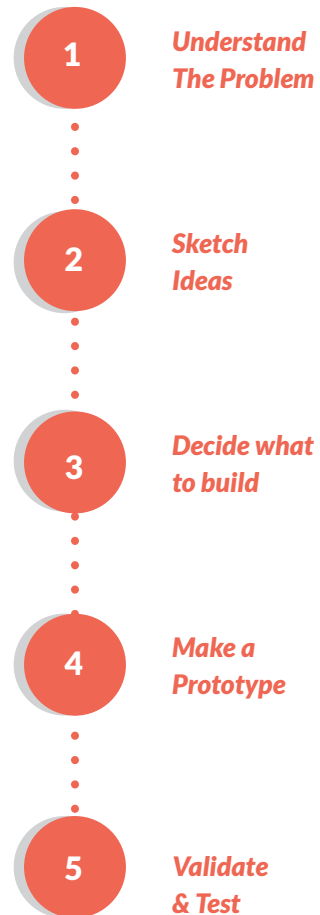 1
Understand
The Problem
2
Sketch
Ideas
3
Decide what
to build
4
Make a
Prototype
5
Validate
& Test